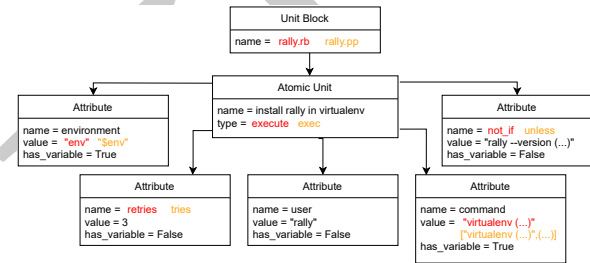 Unit Block
name = rally.rb rally.pp
Atomic Unit
name = install rally in virtualenv
type = execute exec
Attribute
name = environment
value = "env" "$env"
has_variable = True
Attribute
name = not_if unless
value = "rally --version (...)"
has_variable = False
Attribute
name = retries tries
value = 3
has_variable = False
Attribute
name = user
value = "rally"
has_variable = False
Attribute
name = command
value = "virtualenv (...)"
["virtualenv (...)",(...)]
has_variable = True